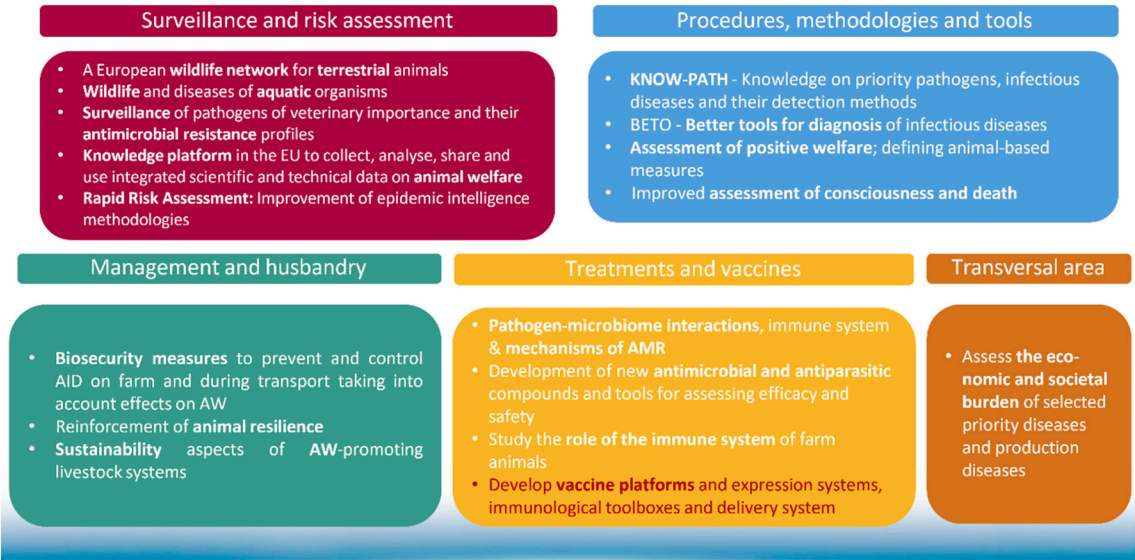 Surveillance and risk assessment
• A European wildlife network for terrestrial animals
• Wildlife and diseases of aquatic organisms
• Surveillance of pathogens of veterinary importance and their
antimicrobial resistance profiles
• Knowledge platform in the EU to collect, analyse, share and
use integrated scientific and technical data on animal welfare
• Rapid Risk Assessment: Improvement of epidemic intelligence
methodologies
Procedures, methodologies and tools
• KNOW-PATH - Knowledge on priority pathogens, infectious
diseases and their detection methods
• BETO - Better tools for diagnosis of infectious diseases
• Assessment of positive welfare; defining animal-based
measures
• Improved assessment of consciousness and death
Management and husbandry
• Biosecurity measures to prevent and control
AID on farm and during transport taking into
account effects on AW
• Reinforcement of animal resilience
• Sustainability aspects of AW-promoting
livestock systems
Treatments and vaccines
• Pathogen-microbiome interactions, immune system
& mechanisms of AMR
• Development of new antimicrobial and antiparasitic
compounds and tools for assessing efficacy and
safety
• Study the role of the immune system of farm
animals
• Develop vaccine platforms and expression systems,
immunological toolboxes and delivery system
Transversal area
• Assess the eco-
nomic and societal
burden of selected
priority diseases
and production
diseases